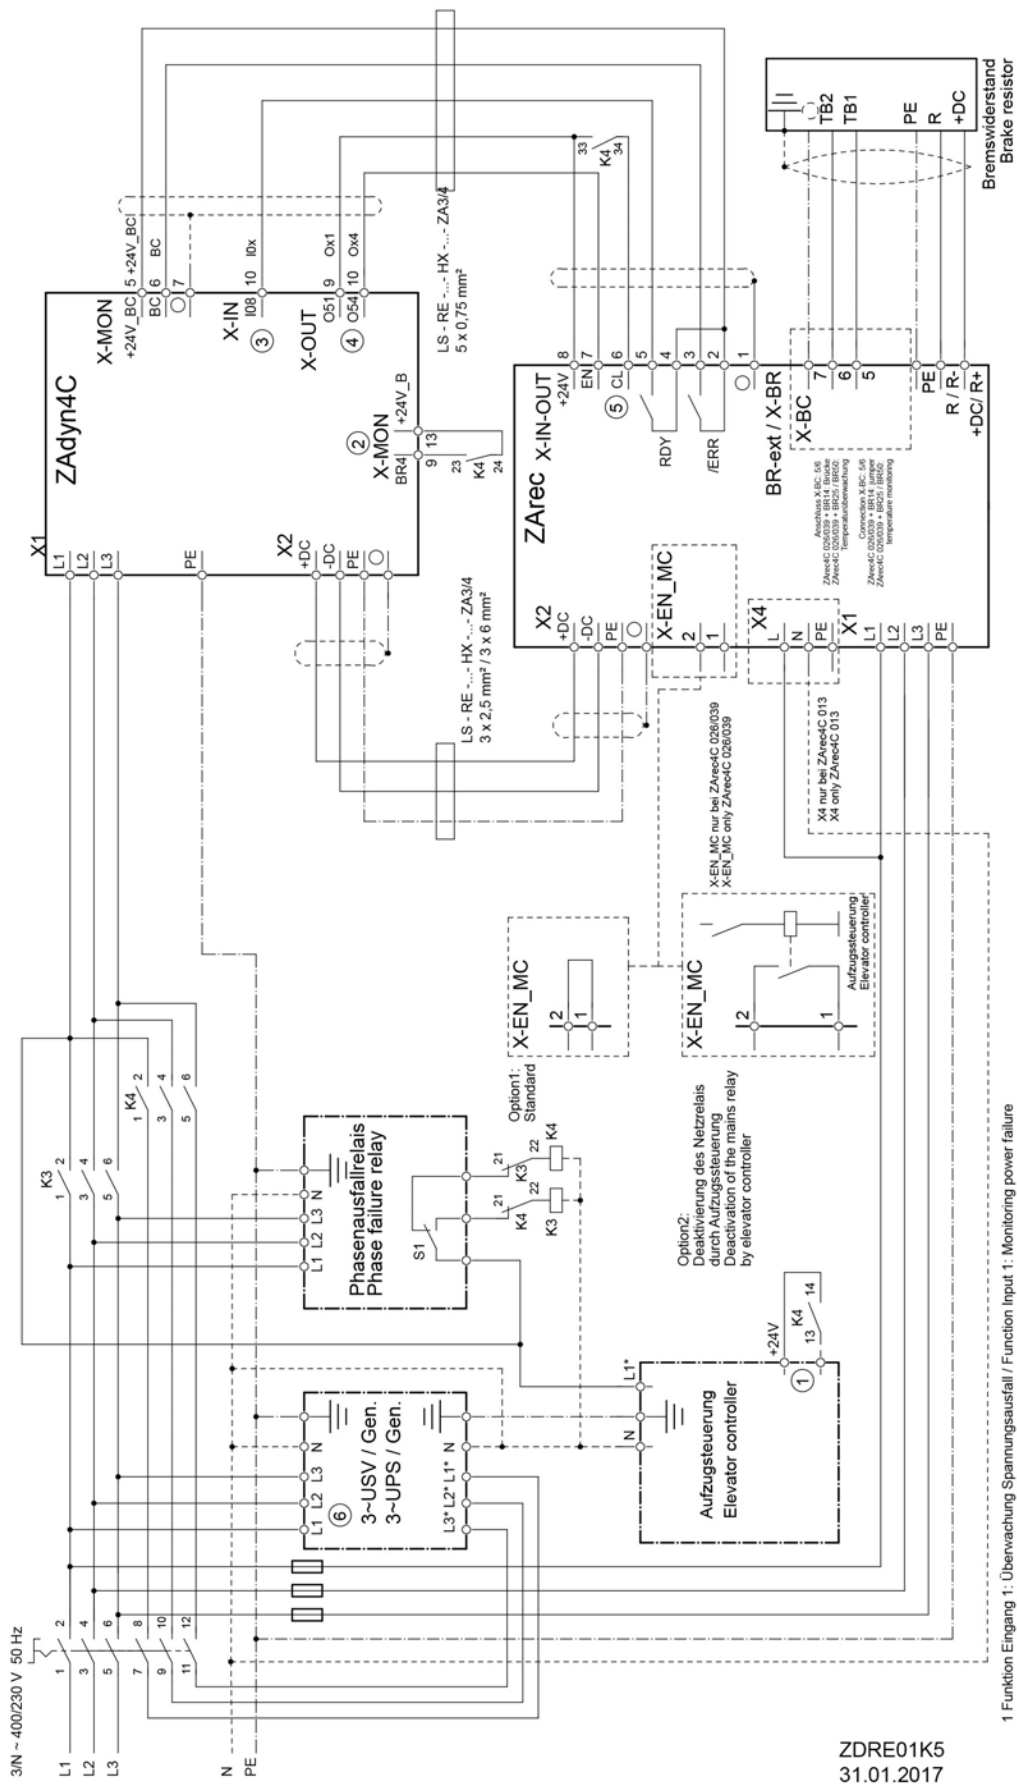 3/N ~ 400/230 V 50 Hz
L1
L2
L3
N
PE
1 2
3 4
5 6
7 8
9 10
11 12
K3
1 2
3 4
5 6
K4
1 2
3 4
5 6
6
L1 L2 L3 N
3~USV / Gen.
3~UPS / Gen.
L3* L2* L1* N
L1 L2 L3 N
Phasenausfallrelais
Phase failure relay
S1
21
K4
22
K3
21
K3
22
K4
N
L1*
Aufzugsteuerung
Elevator controller
1
+24V
13
K4
14
Option1:
Standard
X-EN_MC
2
1
Option2:
Deaktivierung des Netzrelais
durch Aufzugssteuerung
Deactivation of the mains relay
by elevator controller
X-EN_MC
2
1
Aufzugssteuerung
Elevator controller
X-EN_MC nur bei ZArec4C 026/039
X-EN_MC only ZArec4C 026/039
X4 nur bei ZArec4C 013
X4 only ZArec4C 013
LS - RE -...- HX -...- ZA3/4
3 x 2,5 mm² / 3 x 6 mm²
ZAdyn4C
X1
L1
L2
L3
PE
X2
+DC
-DC
PE
X-MON
+24V_BC 5 +24V_BC
BC 6 BC
7
X-IN
3
I08 10 I0x
X-OUT
4
O51 9 Ox1
O54 10 Ox4
2
X-MON
BR4 +24V_B
9 13
23
K4
24
LS - RE -...- HX -...- ZA3/4
5 x 0,75 mm²
33
K4
34
ZArec
X2
+DC
-DC
PE
X-EN_MC
2
1
X4
L
N
PE
X1
L1
L2
L3
PE
X-IN-OUT
+24V 8
EN 7
5
CL 6
5
RDY
4
3
/ERR
2
1
BR-ext / X-BR
X-BC
7
6
5
PE
R / R-
+DC/ R+
Anschluss X-BC: 5/6
ZArec4C 026/039 + BR14: Brücke
ZArec4C 026/039 + BR25 / BR50:
Temperaturüberwachung
Connection X-BC: 5/6
ZArec4C 026/039 + BR14: jumper
ZArec4C 026/039 + BR25 / BR50:
temperature monitoring
TB2
TB1
PE
R
+DC
Bremswiderstand
Brake resistor
1 Funktion Eingang 1: Überwachung Spannungsausfall / Function Input 1: Monitoring power failure
ZDRE01K5
31.01.2017